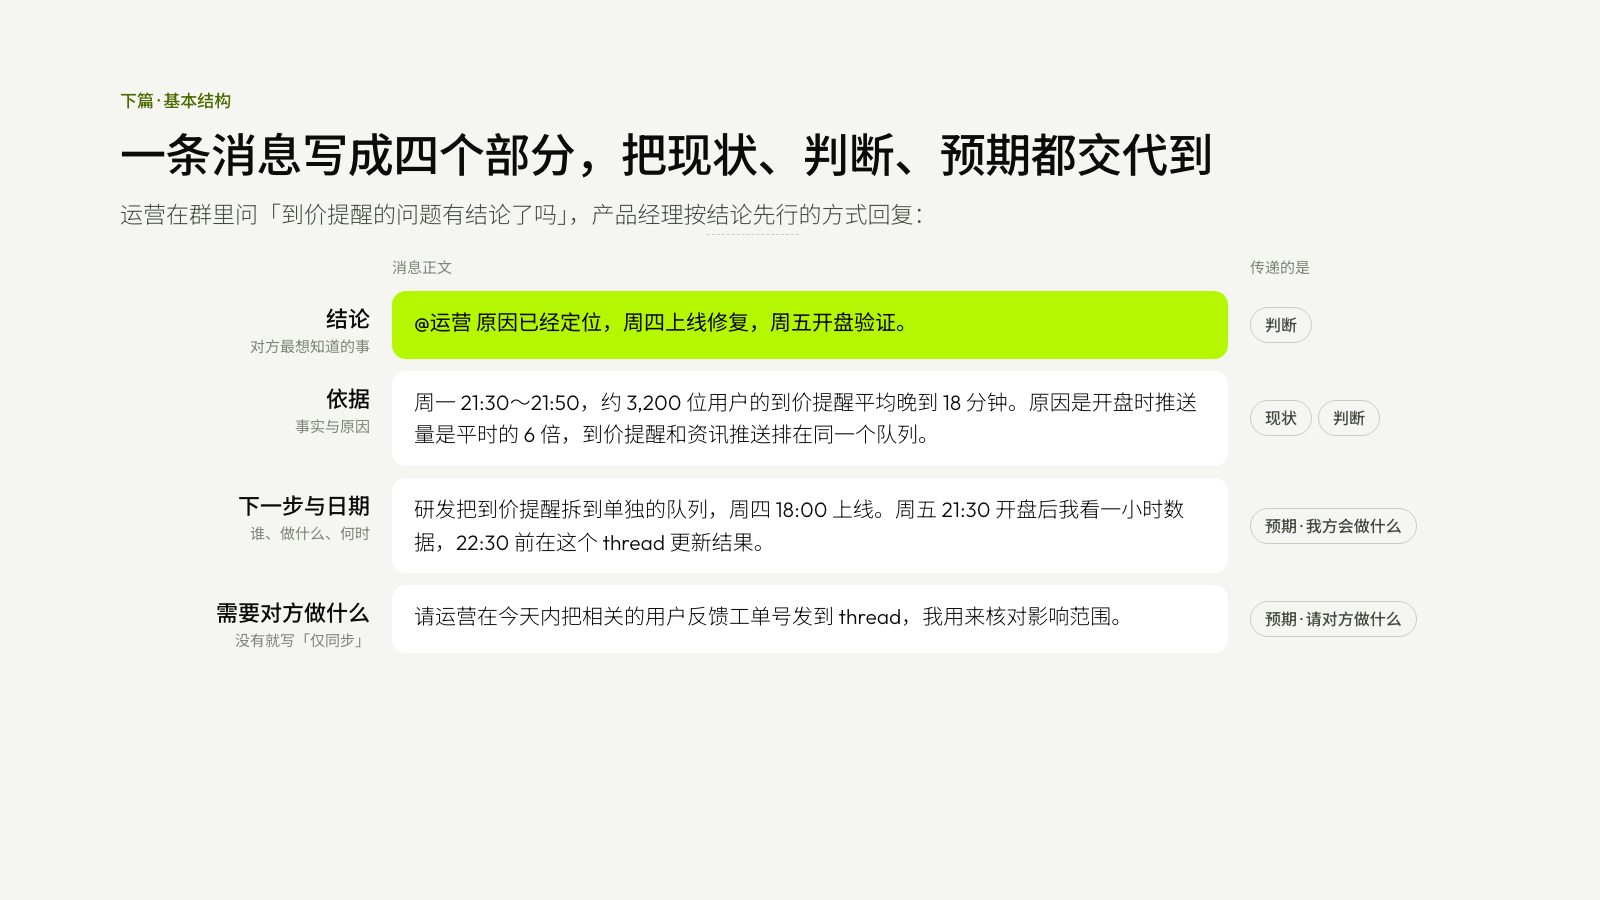 下篇·基本结构
一条消息写成四个部分，把现状、判断、预期都交代到
运营在群里问「到价提醒的问题有结论了吗」，产品经理按结论先行的方式回复：
消息正文
传递的是
结论
对方最想知道的事
@运营 原因已经定位，周四上线修复，周五开盘验证。
判断
依据
事实与原因
周一 21:30～21:50，约 3,200 位用户的到价提醒平均晚到 18 分钟。原因是开盘时推送
量是平时的 6 倍，到价提醒和资讯推送排在同一个队列。
现状
判断
下一步与日期
谁、做什么、何时
研发把到价提醒拆到单独的队列，周四 18:00 上线。周五 21:30 开盘后我看一小时数
据，22:30 前在这个 thread 更新结果。
预期·我方会做什么
需要对方做什么
没有就写「仅同步」
请运营在今天内把相关的用户反馈工单号发到 thread，我用来核对影响范围。
预期·请对方做什么